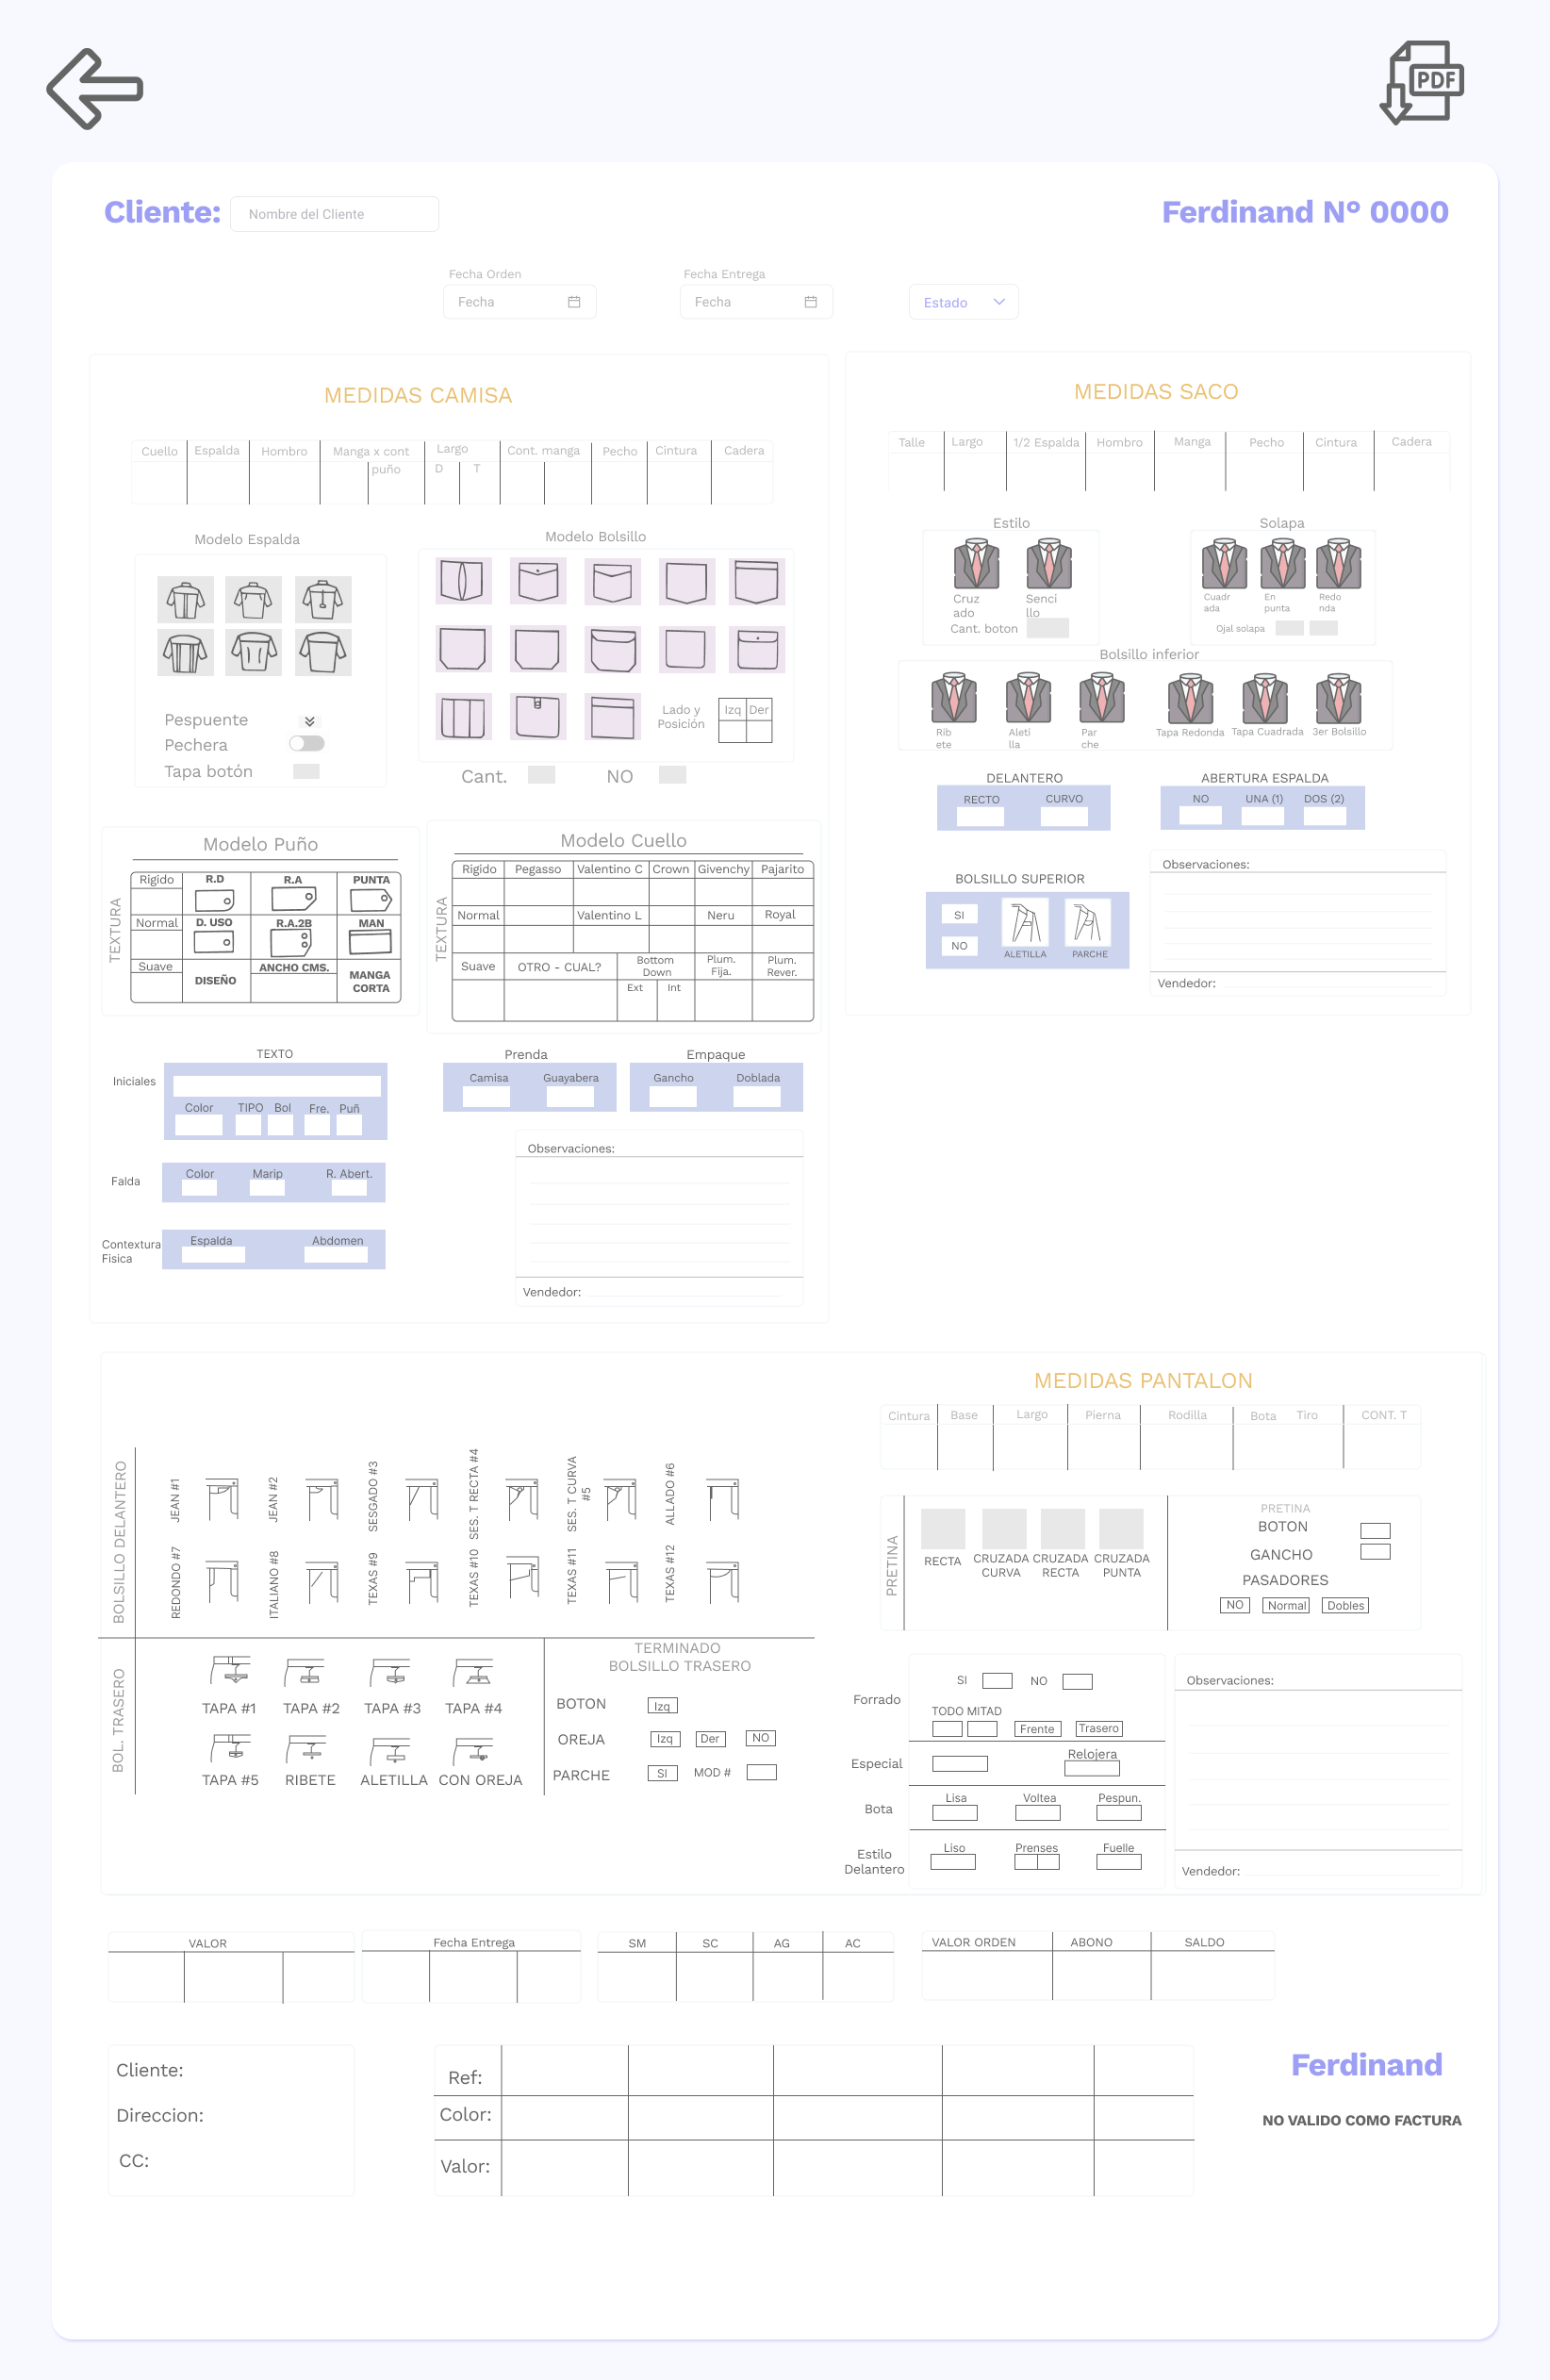 PDF
Cliente:
Nombre del Cliente
Ferdinand N° 0000
Fecha Orden
Fecha
Fecha Entrega
Fecha
Estado
MEDIDAS CAMISA
Cuello Espalda Hombro Manga x cont Largo Cont. manga Pecho Cintura Cadera
puño D T
Modelo Espalda
Pespuente
Pechera
Tapa botón
Modelo Bolsillo
Lado y
Posición
Izq Der
Cant. NO
Modelo Puño
TEXTURA
Rigido R.D R.A PUNTA
Normal D. USO R.A.2B MAN
Suave DISEÑO ANCHO CMS. MANGA
CORTA
Modelo Cuello
TEXTURA
Rigido Pegasso Valentino C Crown Givenchy Pajarito
Normal Valentino L Neru Royal
Suave OTRO - CUAL? Bottom Plum. Plum.
Down Fija. Rever.
Ext Int
TEXTO
Iniciales
Color TIPO Bol Fre. Puñ
Falda
Color Marip R. Abert.
Contextura
Fisica
Espalda Abdomen
Prenda
Camisa Guayabera
Empaque
Gancho Doblada
Observaciones:
Vendedor:
MEDIDAS SACO
Talle Largo 1/2 Espalda Hombro Manga Pecho Cintura Cadera
Estilo
Cruz Senci
ado llo
Cant. boton
Solapa
Cuadr En Redo
ada punta nda
Ojal solapa
Bolsillo inferior
Rib Aleti Par Tapa Redonda Tapa Cuadrada 3er Bolsillo
ete lla che
DELANTERO
RECTO CURVO
ABERTURA ESPALDA
NO UNA (1) DOS (2)
BOLSILLO SUPERIOR
SI
NO
ALETILLA PARCHE
Observaciones:
Vendedor:
BOLSILLO DELANTERO
JEAN #1
JEAN #2
SESGADO #3
SES. T RECTA #4
SES. T CURVA
#5
ALLADO #6
REDONDO #7
ITALIANO #8
TEXAS #9
TEXAS #10
TEXAS #11
TEXAS #12
BOL. TRASERO
TAPA #1 TAPA #2 TAPA #3 TAPA #4
TAPA #5 RIBETE ALETILLA CON OREJA
TERMINADO
BOLSILLO TRASERO
BOTON Izq
OREJA Izq Der NO
PARCHE SI MOD #
MEDIDAS PANTALON
Cintura Base Largo Pierna Rodilla Bota Tiro CONT. T
PRETINA
RECTA CRUZADA CRUZADA CRUZADA
CURVA RECTA PUNTA
PRETINA
BOTON
GANCHO
PASADORES
NO Normal Dobles
Forrado
SI NO
TODO MITAD
Frente Trasero
Especial
Relojera
Bota
Lisa Voltea Pespun.
Estilo
Delantero
Liso Prenses Fuelle
Observaciones:
Vendedor:
VALOR
Fecha Entrega
SM SC AG AC
VALOR ORDEN ABONO SALDO
Cliente:
Direccion:
CC:
Ref:
Color:
Valor:
Ferdinand
NO VALIDO COMO FACTURA